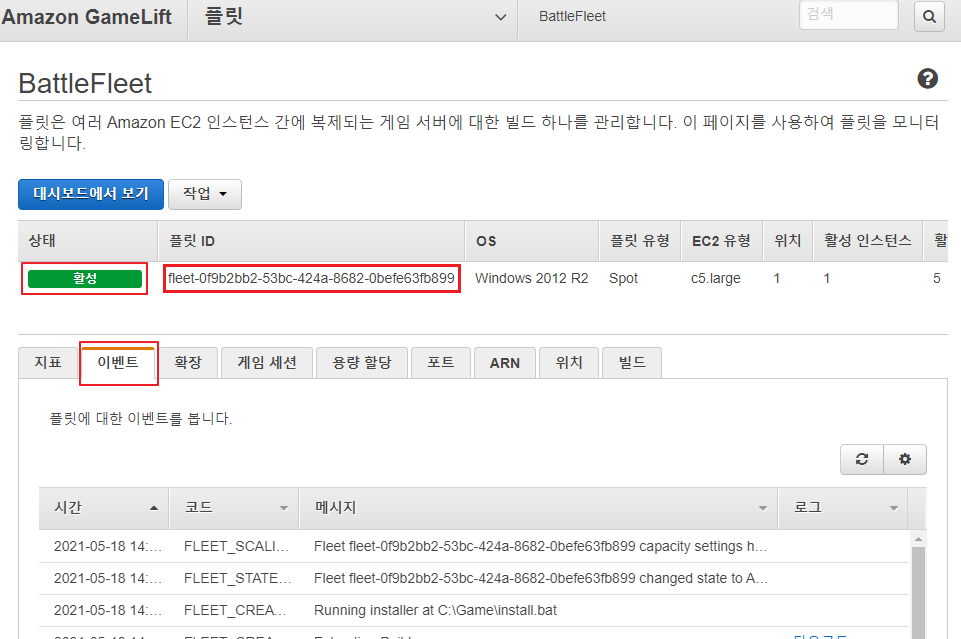 Amazon GameLift 플릿 BattleFleet 검색
BattleFleet
플릿은 여러 Amazon EC2 인스턴스 간에 복제되는 게임 서버에 대한 빌드 하나를 관리합니다. 이 페이지를 사용하여 플릿을 모니터
링합니다.
대시보드에서 보기 작업
상태 플릿 ID OS 플릿 유형 EC2 유형 위치 활성 인스턴스 활
활성 fleet-0f9b2bb2-53bc-424a-8682-0befe63fb899 Windows 2012 R2 Spot c5.large 1 1 5
지표 이벤트 확장 게임 세션 용량 할당 포트 ARN 위치 빌드
플릿에 대한 이벤트를 봅니다.
시간 코드 메시지 로그
2021-05-18 14:... FLEET_SCALI... Fleet fleet-0f9b2bb2-53bc-424a-8682-0befe63fb899 capacity settings h...
2021-05-18 14:... FLEET_STATE... Fleet fleet-0f9b2bb2-53bc-424a-8682-0befe63fb899 changed state to A...
2021-05-18 14:... FLEET_CREA... Running installer at C:\Game\install.bat